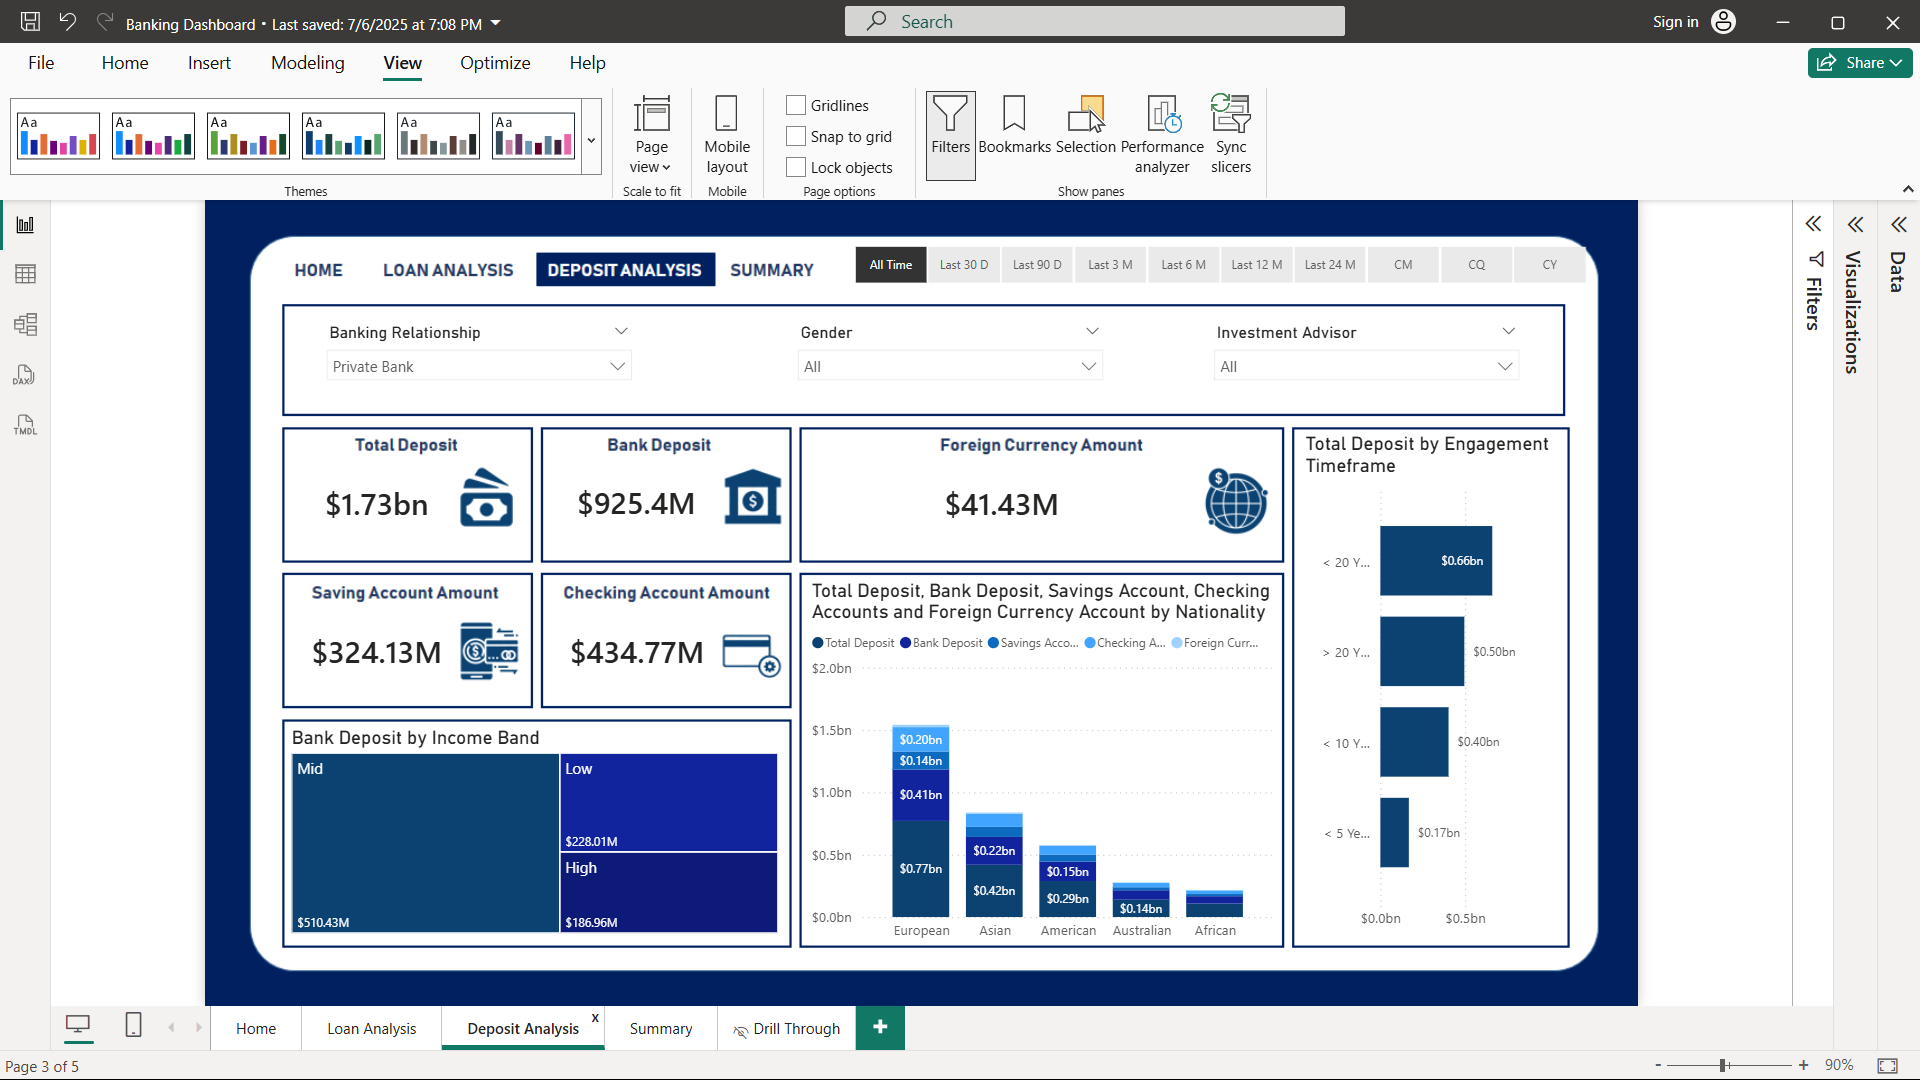 Banking Dashboard • Last saved: 7/6/2025 at 7:08 PM
Search
Sign in
File Home Insert Modeling View Optimize Help
Share
Aa Aa Aa Aa Aa Aa
Themes
Page view
Scale to fit
Mobile layout
Mobile
Gridlines
Snap to grid
Lock objects
Page options
Filters
Bookmarks
Selection
Performance analyzer
Sync slicers
Show panes
DAX
TMDL
HOME LOAN ANALYSIS DEPOSIT ANALYSIS SUMMARY
All Time Last 30 D Last 90 D Last 3 M Last 6 M Last 12 M Last 24 M CM CQ CY
Banking Relationship
Private Bank
Gender
All
Investment Advisor
All
Total Deposit
$1.73bn
Bank Deposit
$925.4M
Foreign Currency Amount
$41.43M
Saving Account Amount
$324.13M
Checking Account Amount
$434.77M
Bank Deposit by Income Band
Mid
$510.43M
Low
$228.01M
High
$186.96M
Total Deposit, Bank Deposit, Savings Account, Checking
Accounts and Foreign Currency Account by Nationality
Total Deposit Bank Deposit Savings Acco... Checking A... Foreign Curr...
$2.0bn
$1.5bn
$1.0bn
$0.5bn
$0.0bn
$0.20bn
$0.14bn
$0.41bn
$0.77bn
$0.22bn
$0.42bn
$0.15bn
$0.29bn
$0.14bn
European Asian American Australian African
Total Deposit by Engagement
Timeframe
< 20 Y... $0.66bn
> 20 Y... $0.50bn
< 10 Y... $0.40bn
< 5 Ye... $0.17bn
$0.0bn $0.5bn
Filters
Visualizations
Data
Home Loan Analysis Deposit Analysis x Summary Drill Through +
Page 3 of 5
- + 90%